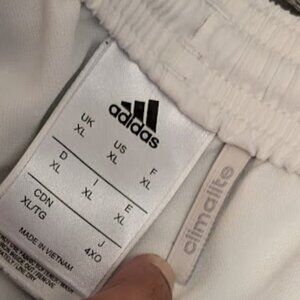 adidas
UK
XL
US
XL
F
XL
D
XL
I
XL
E
XL
CDN
XL/TG
J
4XO
MADE IN VIETNAM
climalite